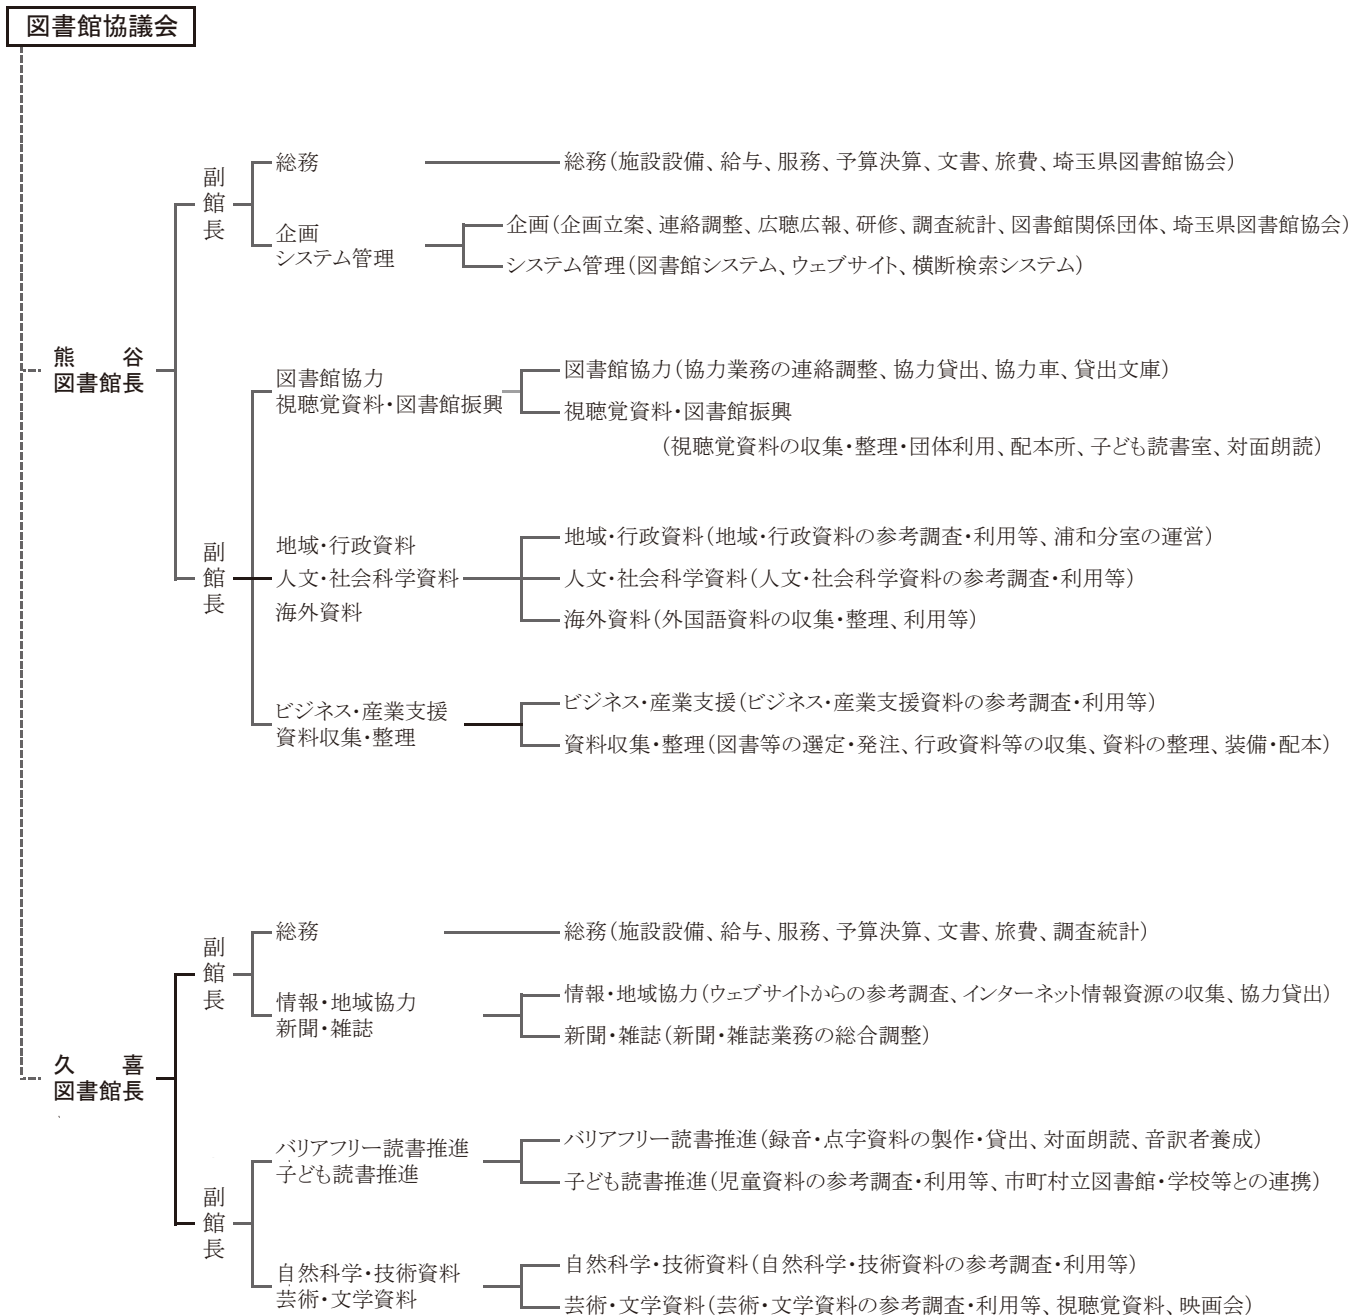 図書館協議会
熊　谷
図書館長
副館長
総務
総務(施設設備、給与、服務、予算決算、文書、旅費、埼玉県図書館協会)
企画
システム管理
企画(企画立案、連絡調整、広聴広報、研修、調査統計、図書館関係団体、埼玉県図書館協会)
システム管理(図書館システム、ウェブサイト、横断検索システム)
副館長
図書館協力
視聴覚資料・図書館振興
図書館協力(協力業務の連絡調整、協力貸出、協力車、貸出文庫)
視聴覚資料・図書館振興
(視聴覚資料の収集・整理・団体利用、配本所、子ども読書室、対面朗読)
地域・行政資料
人文・社会科学資料
海外資料
地域・行政資料(地域・行政資料の参考調査・利用等、浦和分室の運営)
人文・社会科学資料(人文・社会科学資料の参考調査・利用等)
海外資料(外国語資料の収集・整理、利用等)
ビジネス・産業支援
資料収集・整理
ビジネス・産業支援(ビジネス・産業支援資料の参考調査・利用等)
資料収集・整理(図書等の選定・発注、行政資料等の収集、資料の整理、装備・配本)
久　喜
図書館長
副館長
総務
総務(施設設備、給与、服務、予算決算、文書、旅費、調査統計)
情報・地域協力
新聞・雑誌
情報・地域協力(ウェブサイトからの参考調査、インターネット情報資源の収集、協力貸出)
新聞・雑誌(新聞・雑誌業務の総合調整)
副館長
バリアフリー読書推進
子ども読書推進
バリアフリー読書推進(録音・点字資料の製作・貸出、対面朗読、音訳者養成)
子ども読書推進(児童資料の参考調査・利用等、市町村立図書館・学校等との連携)
自然科学・技術資料
芸術・文学資料
自然科学・技術資料(自然科学・技術資料の参考調査・利用等)
芸術・文学資料(芸術・文学資料の参考調査・利用等、視聴覚資料、映画会)